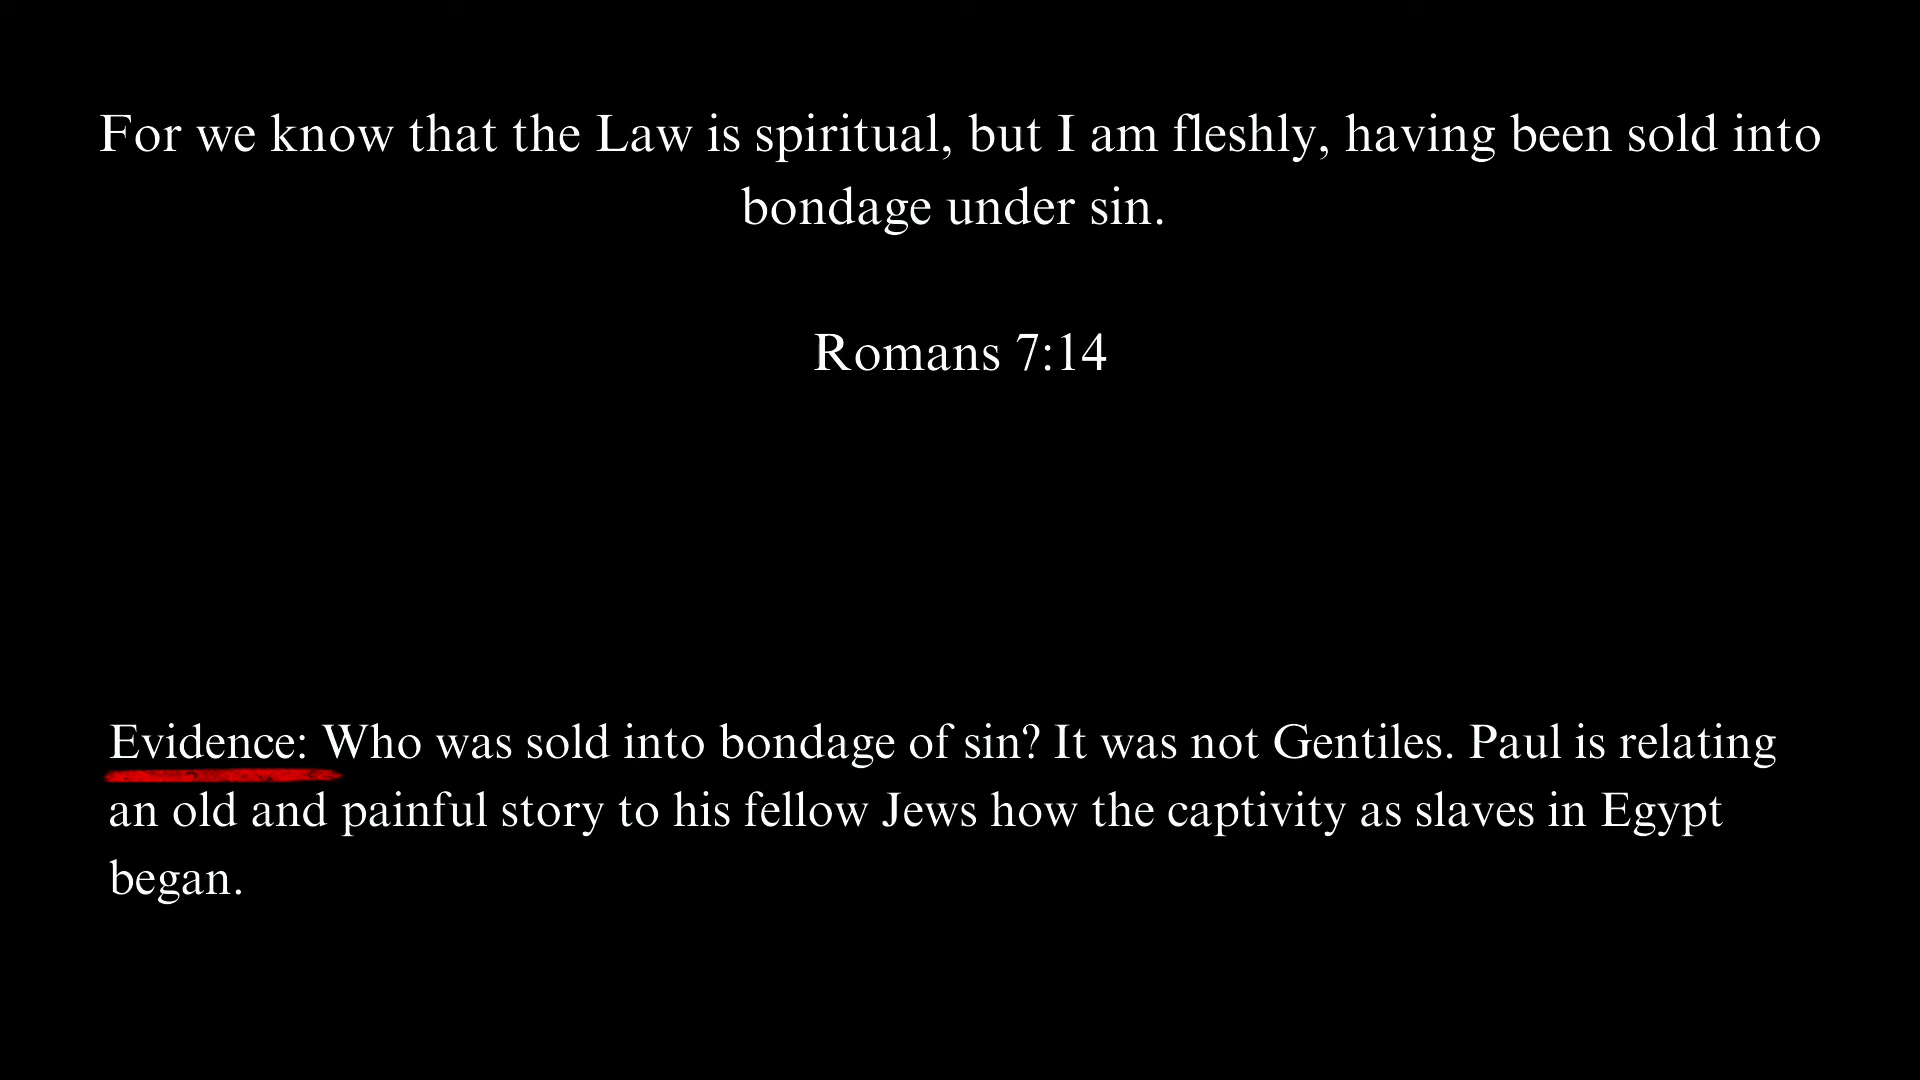 For we know that the Law is spiritual, but I am fleshly, having been sold into
bondage under sin.
Romans 7:14
Evidence: Who was sold into bondage of sin? It was not Gentiles. Paul is relating
an old and painful story to his fellow Jews how the captivity as slaves in Egypt
began.